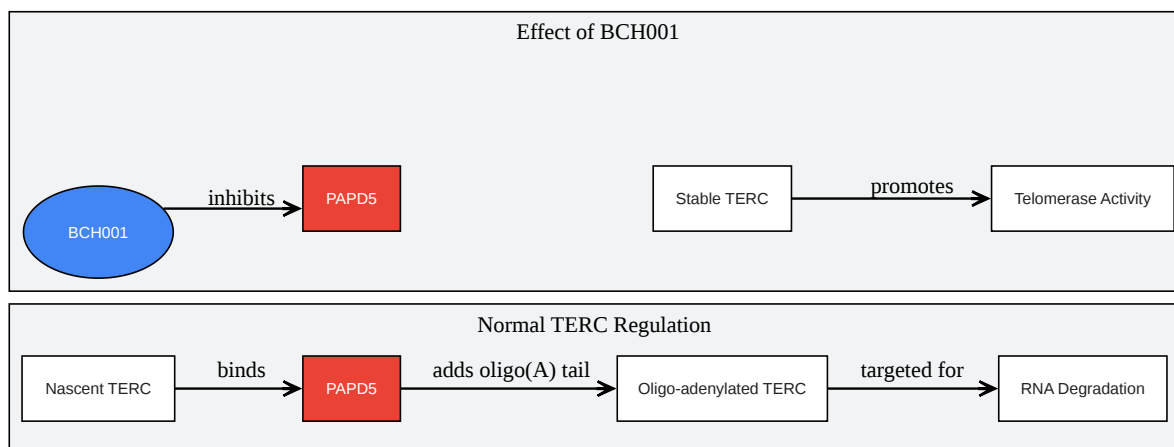 Effect of BCH001
BCH001
inhibits
PAPD5
Stable TERC
promotes
Telomerase Activity
Normal TERC Regulation
Nascent TERC
binds
PAPD5
adds oligo(A) tail
Oligo-adenylated TERC
targeted for
RNA Degradation